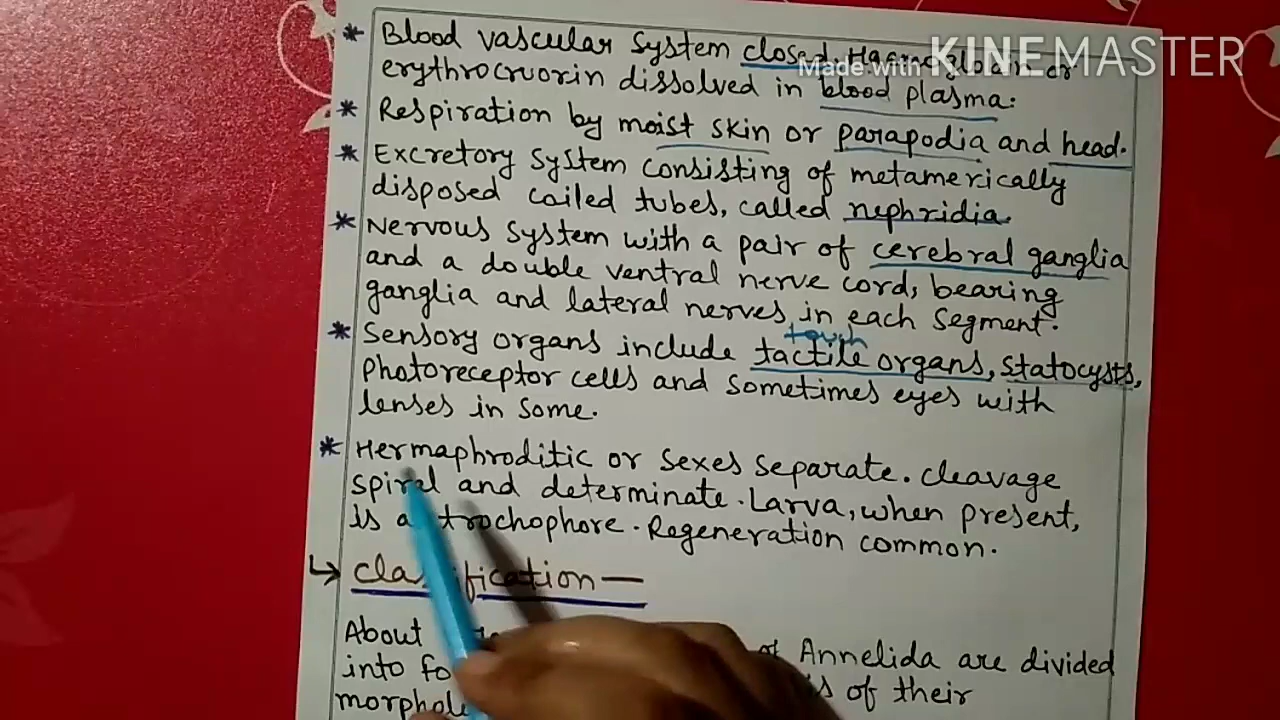 * Blood vascular system closed. Haemoglobin or
Made with KINEMASTER
erythrocruorin dissolved in blood plasma.
* Respiration by moist skin or parapodia and head.
* Excretory system consisting of metamerically
disposed coiled tubes, called nephridia.
* Nervous system with a pair of cerebral ganglia
and a double ventral nerve cord, bearing
ganglia and lateral nerves in each segment.
touch
* Sensory organs include tactile organs, statocysts,
Photoreceptor cells and sometimes eyes with
lenses in some.
* Hermaphroditic or sexes separate. Cleavage
spiral and determinate. Larva, when present,
is a trochophore. Regeneration common.
↳ Classification —
About of Annelida are divided
into of their